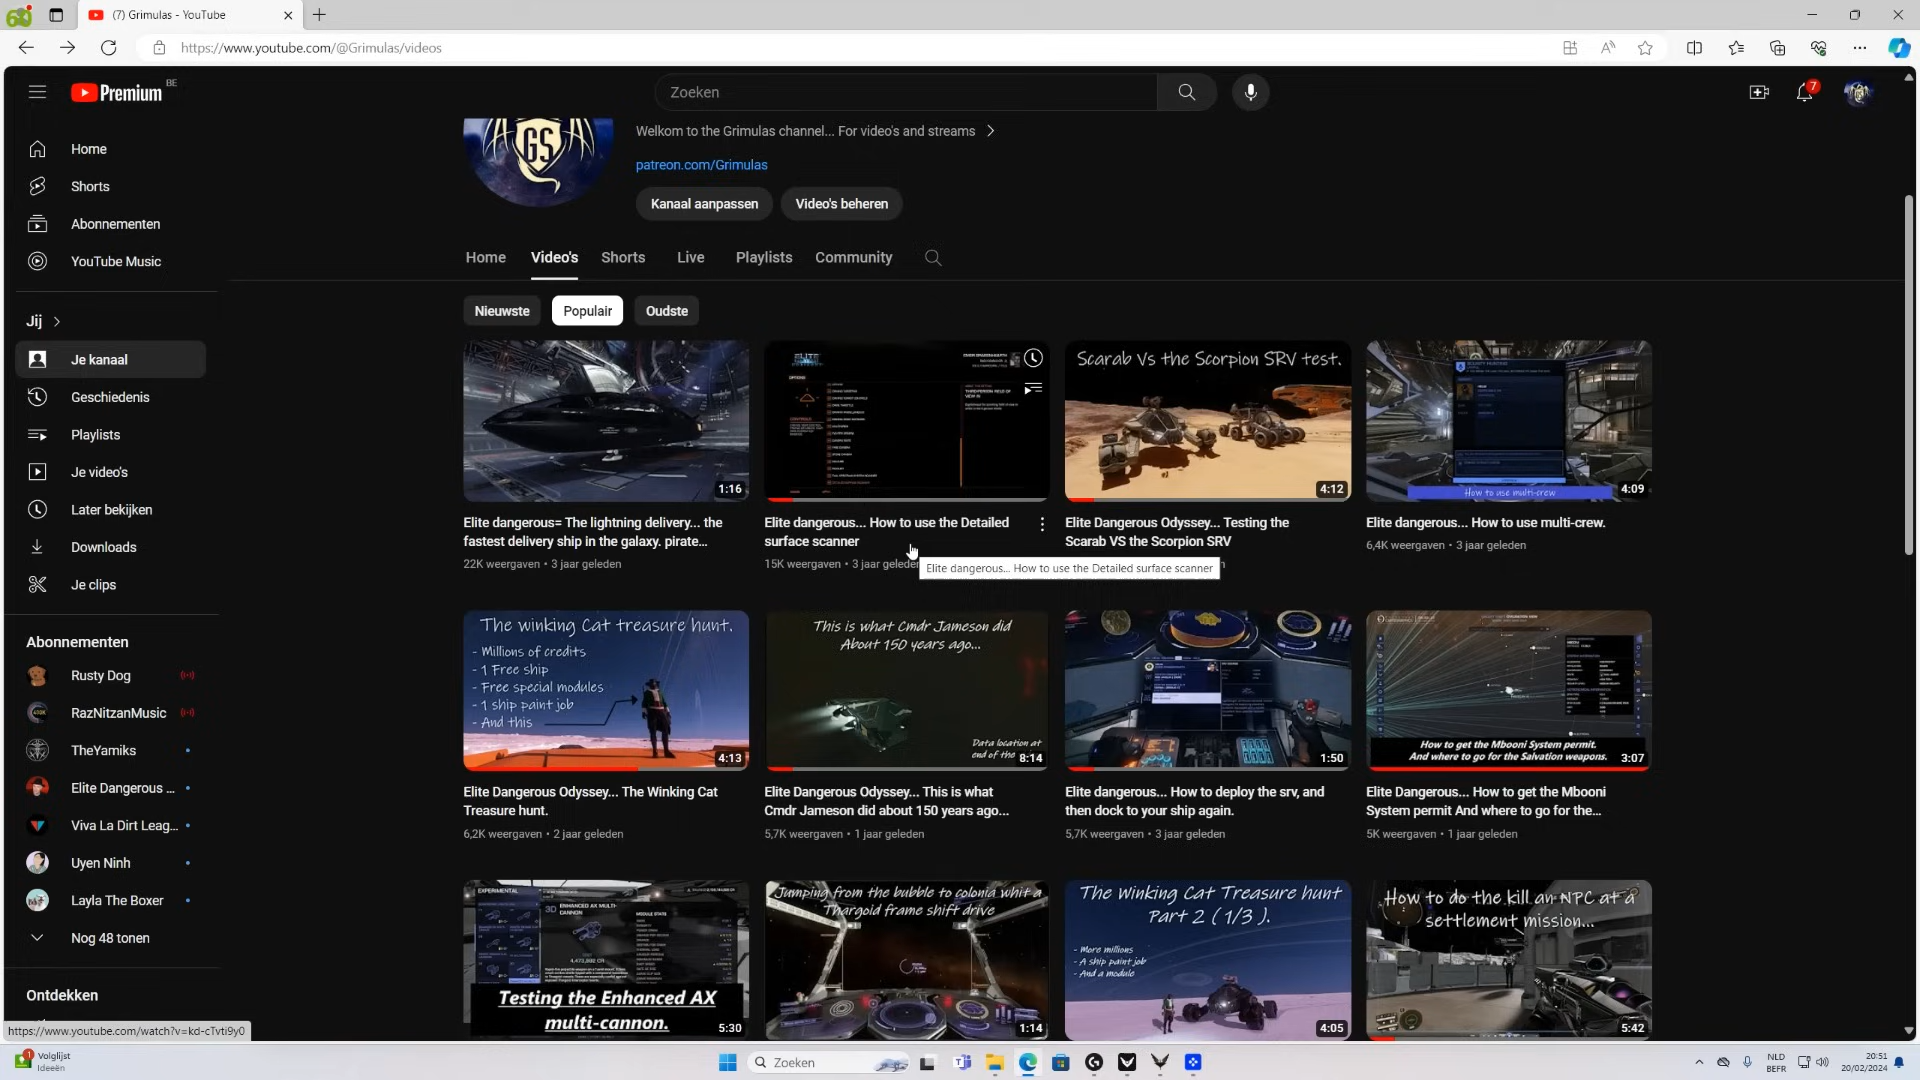 (7) Grimulas - YouTube
https://www.youtube.com/@Grimulas/videos
Premium BE
Zoeken
7
Welkom to the Grimulas channel... For video's and streams
patreon.com/Grimulas
Kanaal aanpassen
Video's beheren
Home
Shorts
Abonnementen
YouTube Music
Jij
Je kanaal
Geschiedenis
Playlists
Je video's
Later bekijken
Downloads
Je clips
Abonnementen
Rusty Dog
RazNitzanMusic
TheYamiks
Elite Dangerous ...
Viva La Dirt Leag...
Uyen Ninh
Layla The Boxer
Nog 48 tonen
Ontdekken
https://www.youtube.com/watch?v=kd-cTvti9y0
GS
Home Video's Shorts Live Playlists Community
Nieuwste Populair Oudste
1:16
Elite dangerous= The lightning delivery... the
fastest delivery ship in the galaxy. pirate...
22K weergaven • 3 jaar geleden
Elite dangerous... How to use the Detailed
surface scanner
15K weergaven • 3 jaar geleden
Elite dangerous... How to use the Detailed surface scanner
Scarab Vs the Scorpion SRV test.
4:12
Elite Dangerous Odyssey... Testing the
Scarab VS the Scorpion SRV
How to use multi-crew
4:09
Elite dangerous... How to use multi-crew.
6,4K weergaven • 3 jaar geleden
The winking Cat treasure hunt.
- Millions of credits
- 1 Free ship
- Free special modules
- 1 ship paint job
- And this
4:13
Elite Dangerous Odyssey... The Winking Cat
Treasure hunt.
6,2K weergaven • 2 jaar geleden
This is what Cmdr Jameson did
About 150 years ago...
Data location at
end of the
8:14
Elite Dangerous Odyssey... This is what
Cmdr Jameson did about 150 years ago...
5,7K weergaven • 1 jaar geleden
1:50
Elite dangerous... How to deploy the srv, and
then dock to your ship again.
5,7K weergaven • 3 jaar geleden
How to get the Mbooni System permit.
And where to go for the Salvation weapons.
3:07
Elite Dangerous... How to get the Mbooni
System permit And where to go for the...
5K weergaven • 1 jaar geleden
EXPERIMENTAL
ENHANCED AX MULTI-
CANNON
Testing the Enhanced AX
multi-cannon.
5:30
Jumping from the bubble to colonia whit a
Thargoid frame shift drive
1:14
The Winking Cat Treasure hunt
Part 2 ( 1/3 ).
- More millions
- A ship paint job
- And a module
4:05
How to do the kill an NPC at a
settlement mission...
5:42
1
Volglijst
Ideeën
Zoeken
NLD
BEFR
20:51
20/02/2024